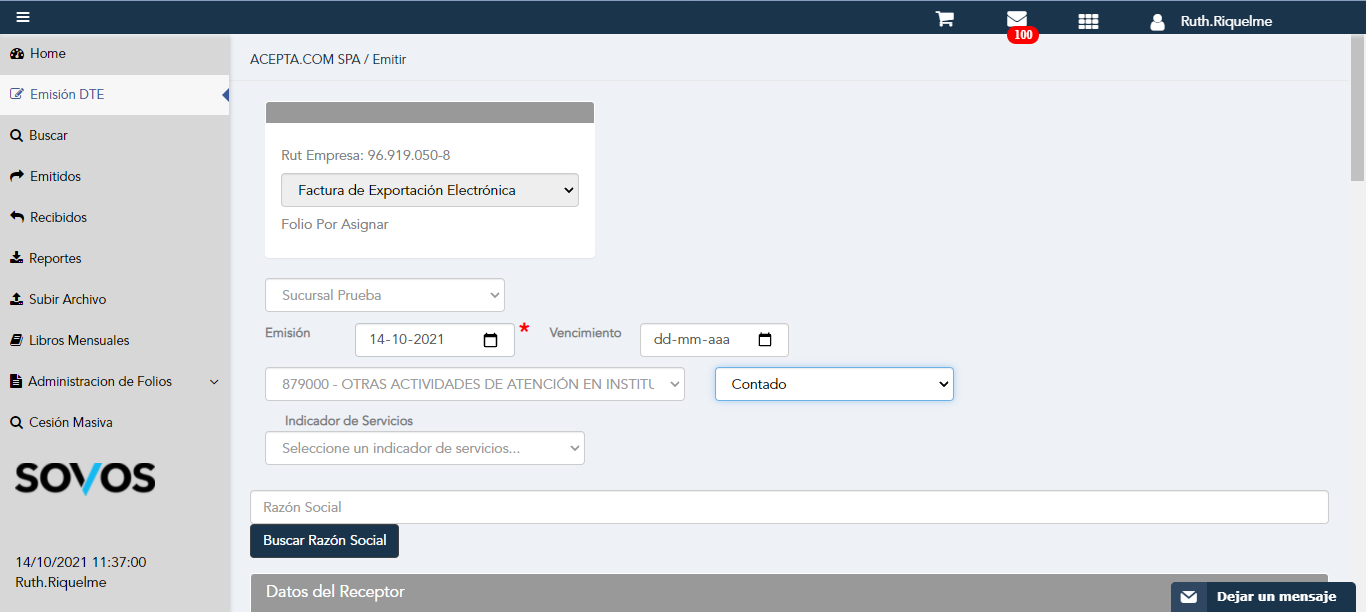 100
Ruth.Riquelme
Home
Emisión DTE
Buscar
Emitidos
Recibidos
Reportes
Subir Archivo
Libros Mensuales
Administracion de Folios
Cesión Masiva
SOVOS
14/10/2021 11:37:00
Ruth.Riquelme
ACEPTA.COM SPA / Emitir
Rut Empresa: 96.919.050-8
Factura de Exportación Electrónica
Folio Por Asignar
Sucursal Prueba
Emisión 14-10-2021 * Vencimiento dd-mm-aaa
879000 - OTRAS ACTIVIDADES DE ATENCIÓN EN INSTITU Contado
Indicador de Servicios
Seleccione un indicador de servicios...
Razón Social
Buscar Razón Social
Datos del Receptor
Dejar un mensaje